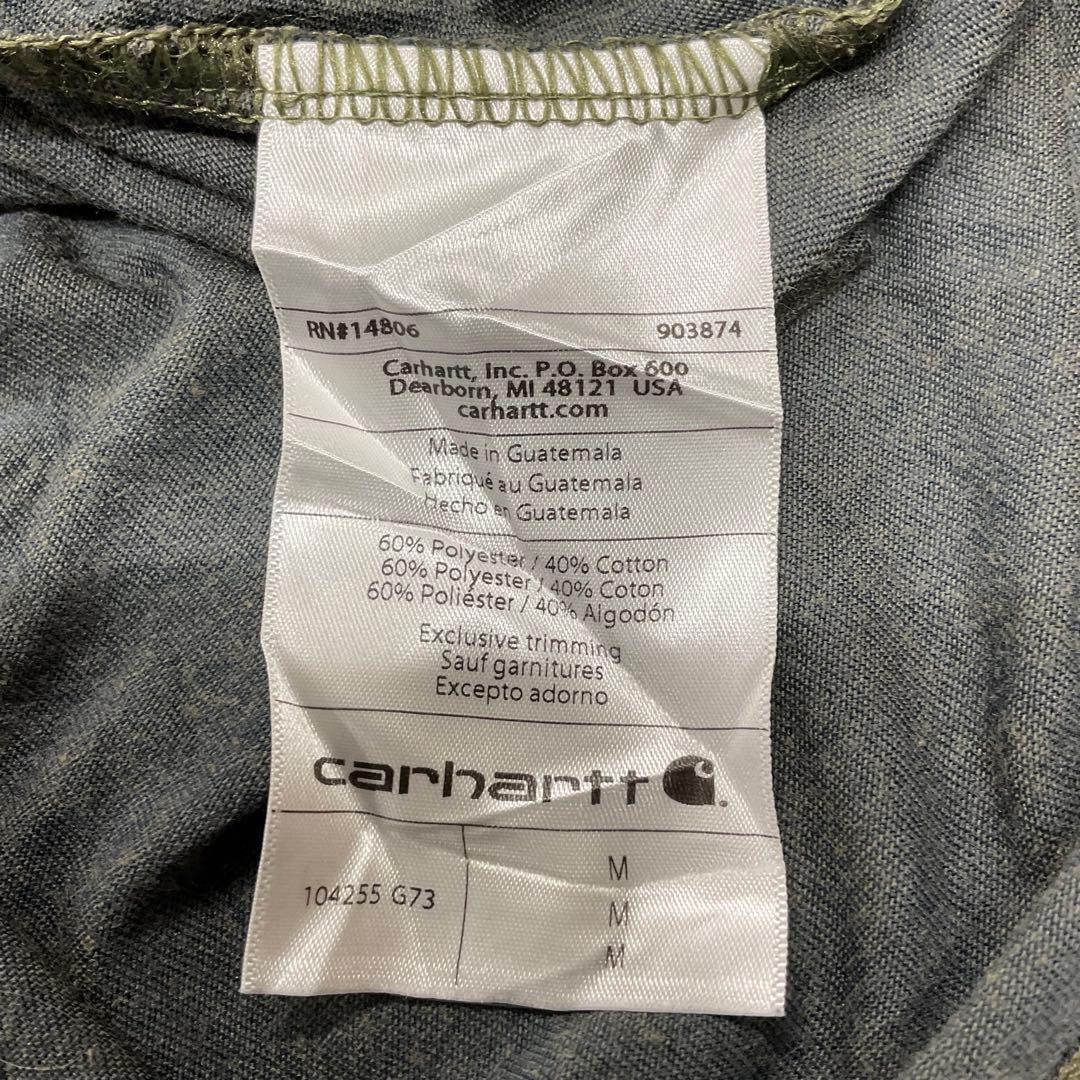 RN#14806 903874
Carhartt, Inc. P.O. Box 600
Dearborn, MI 48121 USA
carhartt.com
Made in Guatemala
Fabriqué au Guatemala
Hecho en Guatemala
60% Polyester / 40% Cotton
60% Polyester / 40% Coton
60% Poliéster / 40% Algodón
Exclusive trimming
Sauf garnitures
Excepto adorno
carhartt
104255 G73
M
M
M